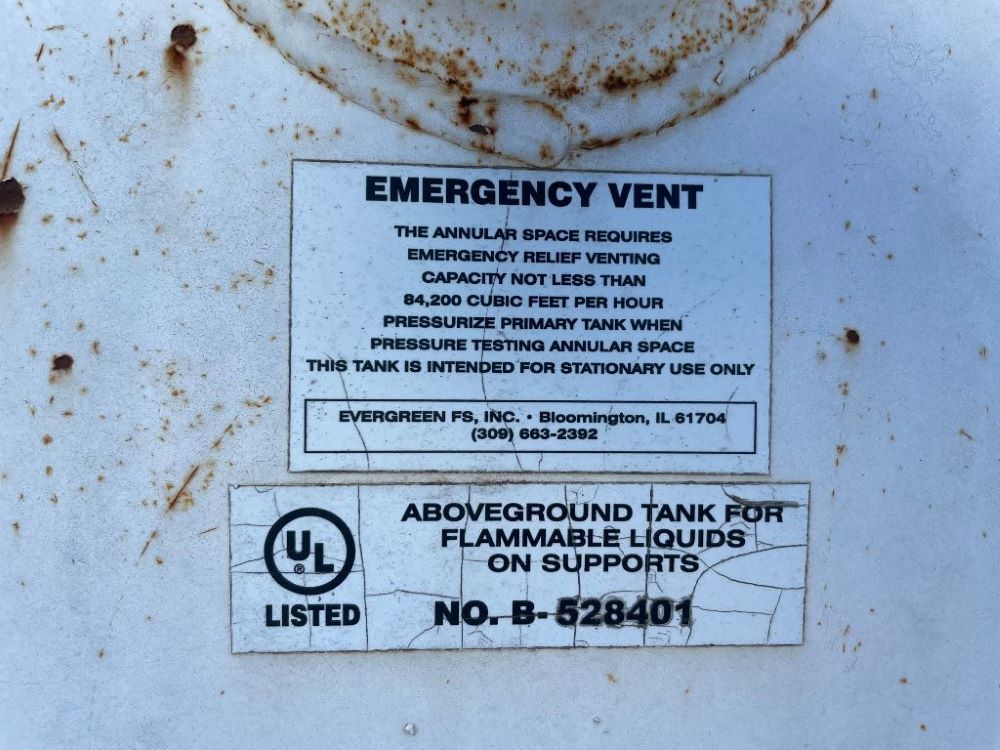 EMERGENCY VENT
THE ANNULAR SPACE REQUIRES
EMERGENCY RELIEF VENTING
CAPACITY NOT LESS THAN
84,200 CUBIC FEET PER HOUR
PRESSURIZE PRIMARY TANK WHEN
PRESSURE TESTING ANNULAR SPACE
THIS TANK IS INTENDED FOR STATIONARY USE ONLY
EVERGREEN FS, INC. • Bloomington, IL 61704
(309) 663-2392
UL ®
LISTED
ABOVEGROUND TANK FOR
FLAMMABLE LIQUIDS
ON SUPPORTS
NO. B- 528401